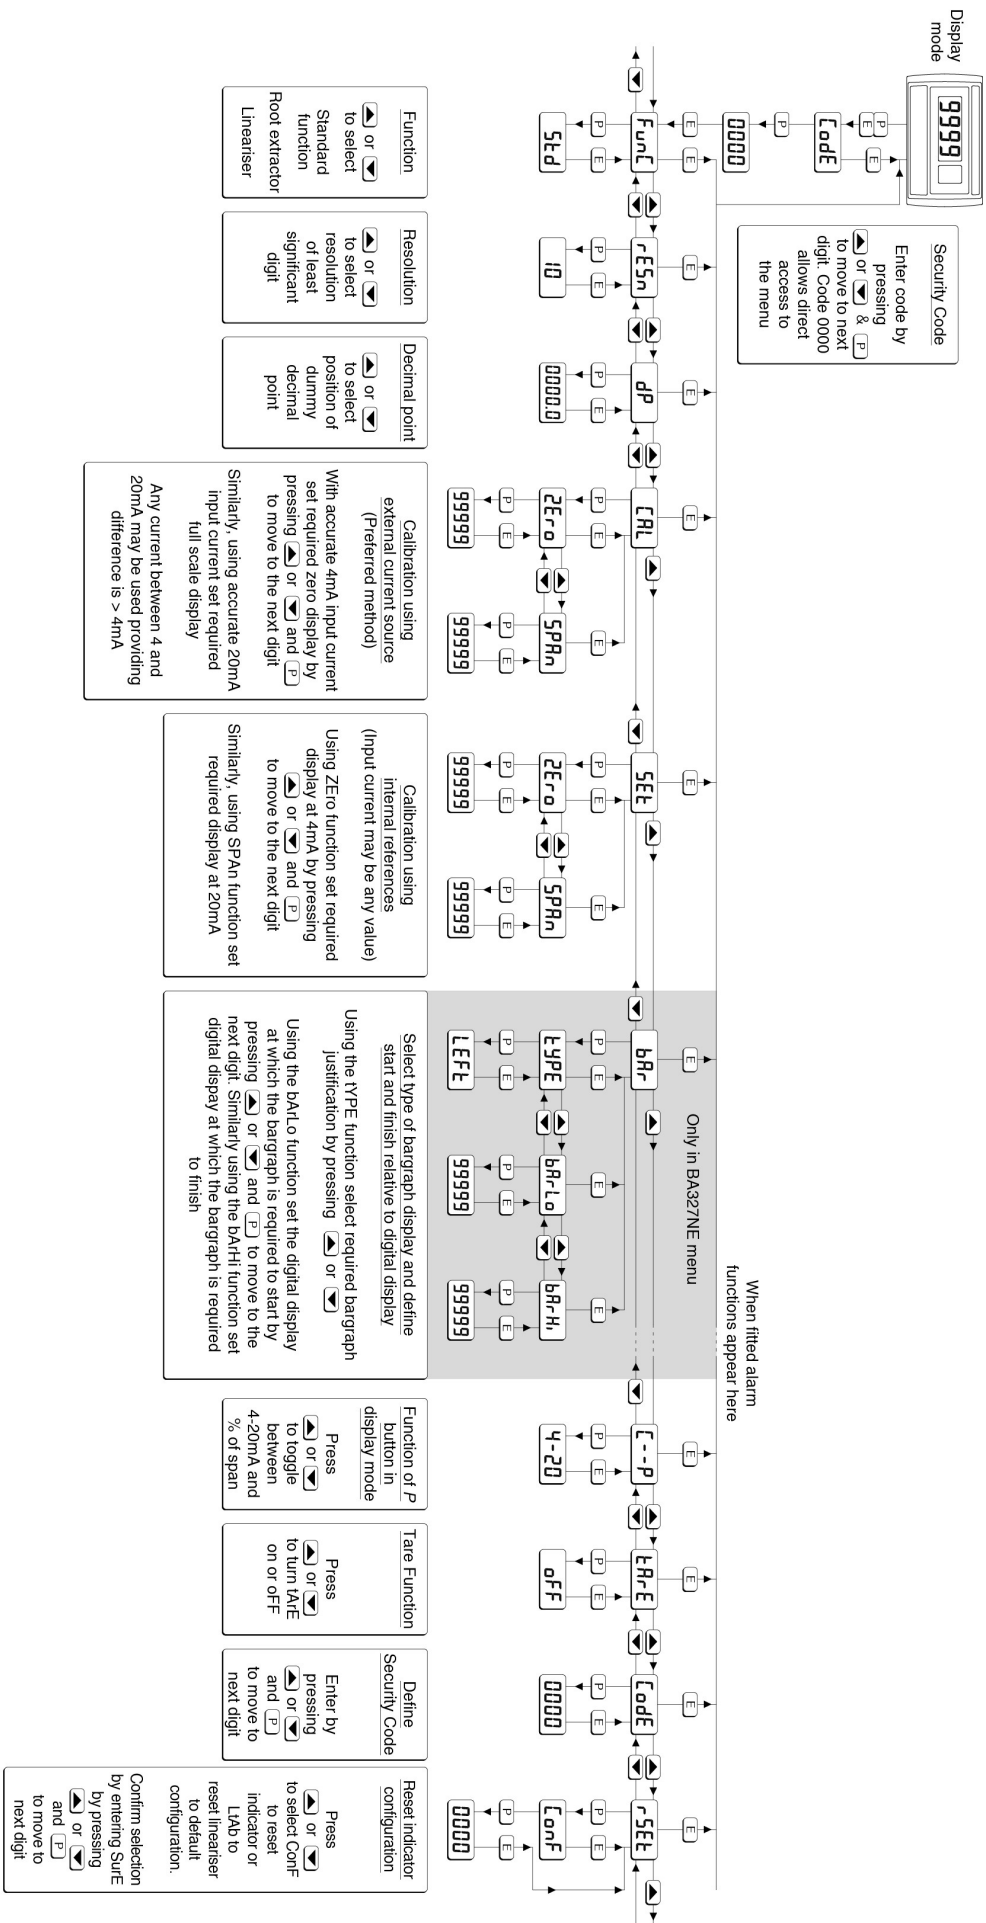 Display
mode
9999
P
E
E
CodE
P
0000
E
E
Security Code
Enter code by
pressing
▲ or ▼ & P
to move to next
digit. Code 0000
allows direct
access to
the menu
FunC
P
E
Std
Function
▲ or ▼
to select
Standard
function
Root extractor
Lineariser
E
rESn
P
E
10
Resolution
▲ or ▼
to select
resolution
of least
significant
digit
E
dP
P
E
0000.0
Decimal point
▲ or ▼
to select
position of
dummy
decimal
point
E
CAL
P
E
ZEro
SPAn
E
P
E
P
E
99999
99999
Calibration using
external current source
(Preferred method)
With accurate 4mA input current
set required zero display by
pressing ▲ or ▼ and P
to move to the next digit
Similarly, using accurate 20mA
input current set required
full scale display
Any current between 4 and
20mA may be used providing
difference is > 4mA
E
SEt
P
E
ZEro
SPAn
E
P
E
P
E
99999
99999
Calibration using
internal references
(Input current may be any value)
Using ZEro function set required
display at 4mA by pressing
▲ or ▼ and P
to move to the next digit
Similarly, using SPAn function set
required display at 20mA
E
Only in BA327NE menu
bAr
P
E
E
E
tYPE
bArLo
bArHi
P
E
P
E
P
E
LEFt
99999
99999
Select type of bargraph display and define
start and finish relative to digital display
Using the tYPE function select required bargraph
justification by pressing ▲ or ▼
Using the bArLo function set the digital display
at which the bargraph is required to start by
pressing ▲ or ▼ and P to move to the
next digit. Similarly using the bArHi function set
digital dispay at which the bargraph is required
to finish
When fitted alarm
functions appear here
E
C--P
P
E
4-20
Function of P
button in
display mode
Press
▲ or ▼
to toggle
between
4-20mA and
% of span
E
tArE
P
E
oFF
Tare Function
Press
▲ or ▼
to turn tArE
on or oFF
E
CodE
P
E
0000
Define
Security Code
Enter by
pressing
▲ or ▼
and P
to move to
next digit
E
rSEt
P
E
ConF
P
E
0000
Reset indicator
configuration
Press
▲ or ▼
to select ConF
to reset
indicator or
LtAb to
reset lineariser
to default
configuration.
Confirm selection
by entering SurE
by pressing
▲ or ▼
and P
to move to
next digit